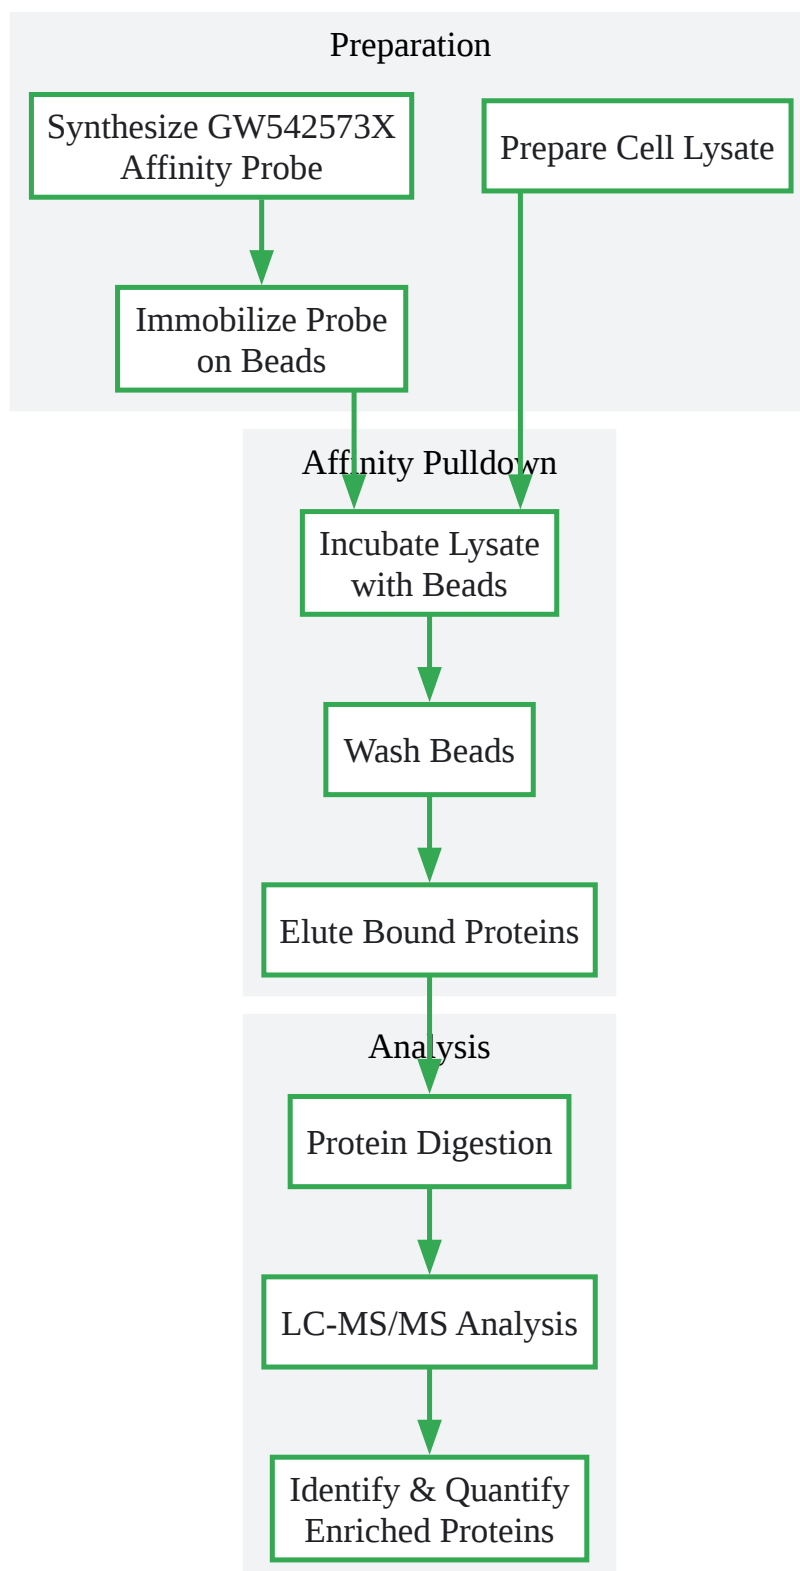 Preparation
Synthesize GW542573X
Affinity Probe
Prepare Cell Lysate
Immobilize Probe
on Beads
Affinity Pulldown
Incubate Lysate
with Beads
Wash Beads
Elute Bound Proteins
Analysis
Protein Digestion
LC-MS/MS Analysis
Identify & Quantify
Enriched Proteins